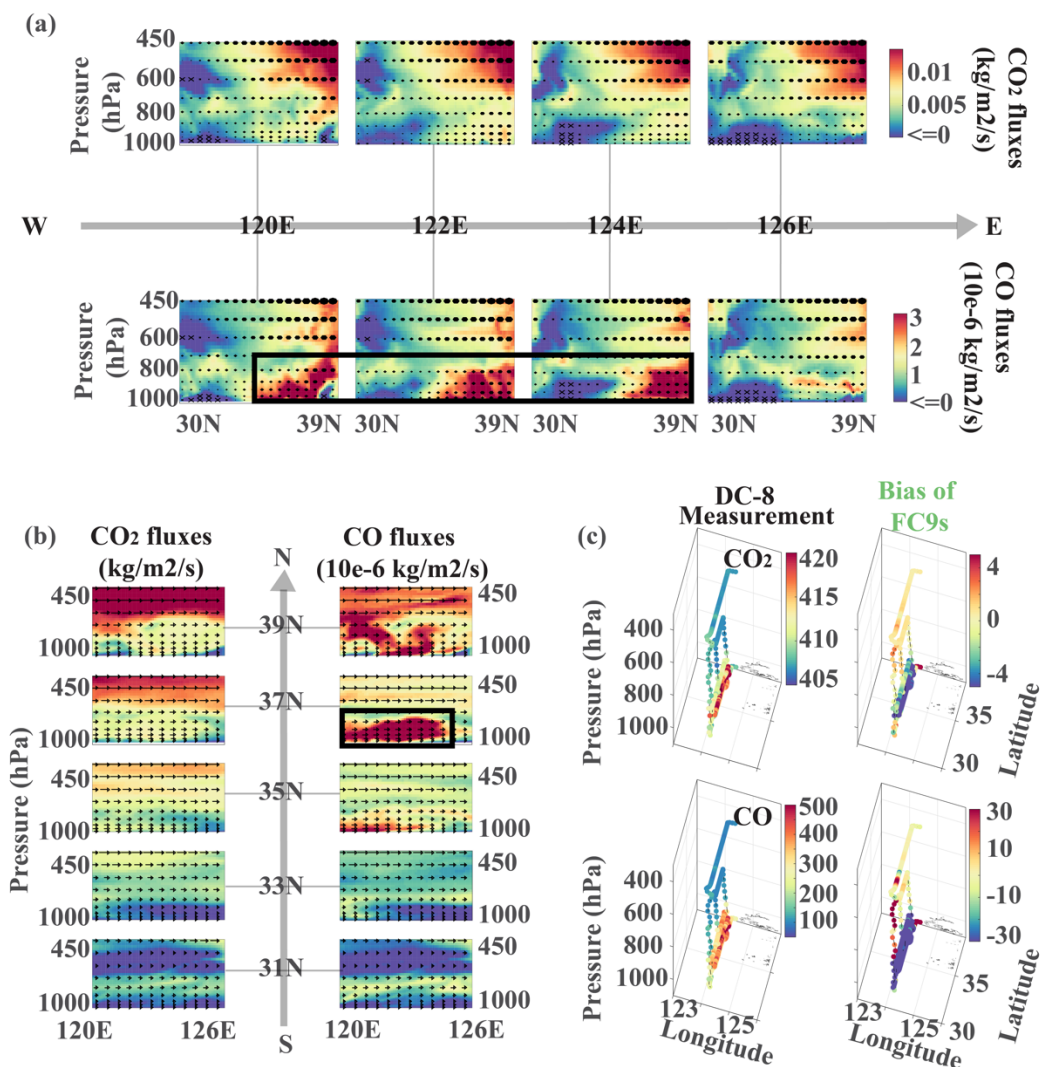 (a)
450
600
800
1000
Pressure
(hPa)
0.01
0.005
<=0
CO2 fluxes
(kg/m2/s)
W
120E
122E
124E
126E
E
450
600
800
1000
Pressure
(hPa)
3
2
1
<=0
CO fluxes
(10e-6 kg/m2/s)
30N
39N
30N
39N
30N
39N
30N
39N
(b)
CO2 fluxes
(kg/m2/s)
N
CO fluxes
(10e-6 kg/m2/s)
450
1000
39N
450
1000
450
1000
37N
450
1000
450
1000
35N
450
1000
450
1000
33N
450
1000
450
1000
31N
450
1000
Pressure (hPa)
120E
126E
S
120E
126E
(c)
DC-8
Measurement
Bias of
FC9s
CO2
420
415
410
405
4
2
0
-2
-4
400
600
800
1000
Pressure (hPa)
35
30
Latitude
CO
500
400
300
200
100
30
10
-10
-30
400
600
800
1000
Pressure (hPa)
123
125
Longitude
123
125
Longitude
35
30
Latitude